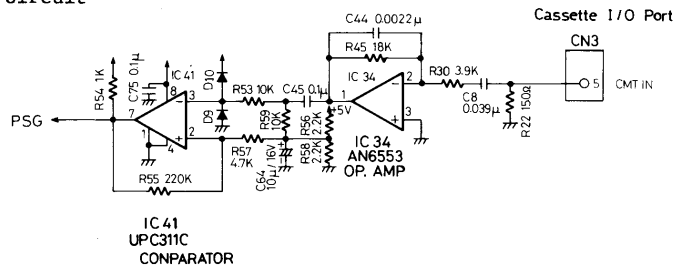 Circuit
Cassette I/O Port
CN3
5
CMT IN
C44 0.0022μ
R45 18K
IC 34
2
1
3
+5V
R30 3.9K
C8
0.039μ
R22 150Ω
IC 34
AN6553
OP. AMP
R54 1K
C75 0.1μ
IC 41
D10
D9
R53 10K
C45 0.1μ
R59
10K
R56
2.2K
R58
2.2K
C64
10μ/16V
R57
4.7K
8
3
7
2
1
4
PSG
R55 220K
IC 41
UPC311C
CONPARATOR